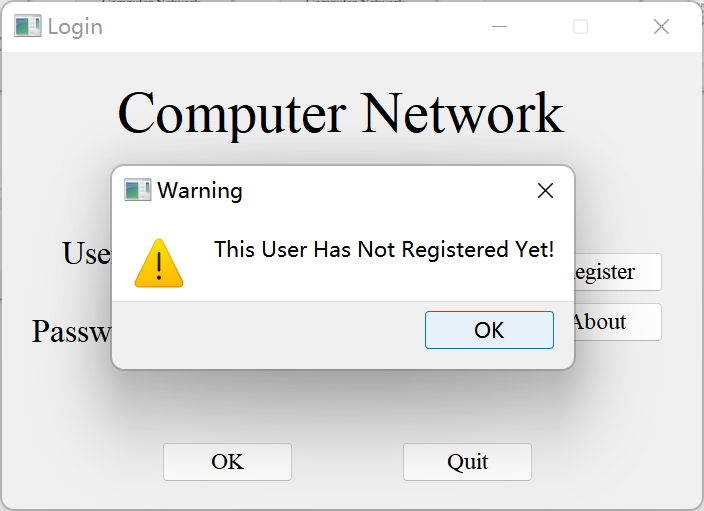 Login
Computer Network
Warning
This User Has Not Registered Yet!
OK
Use
egister
Passw
About
OK
Quit